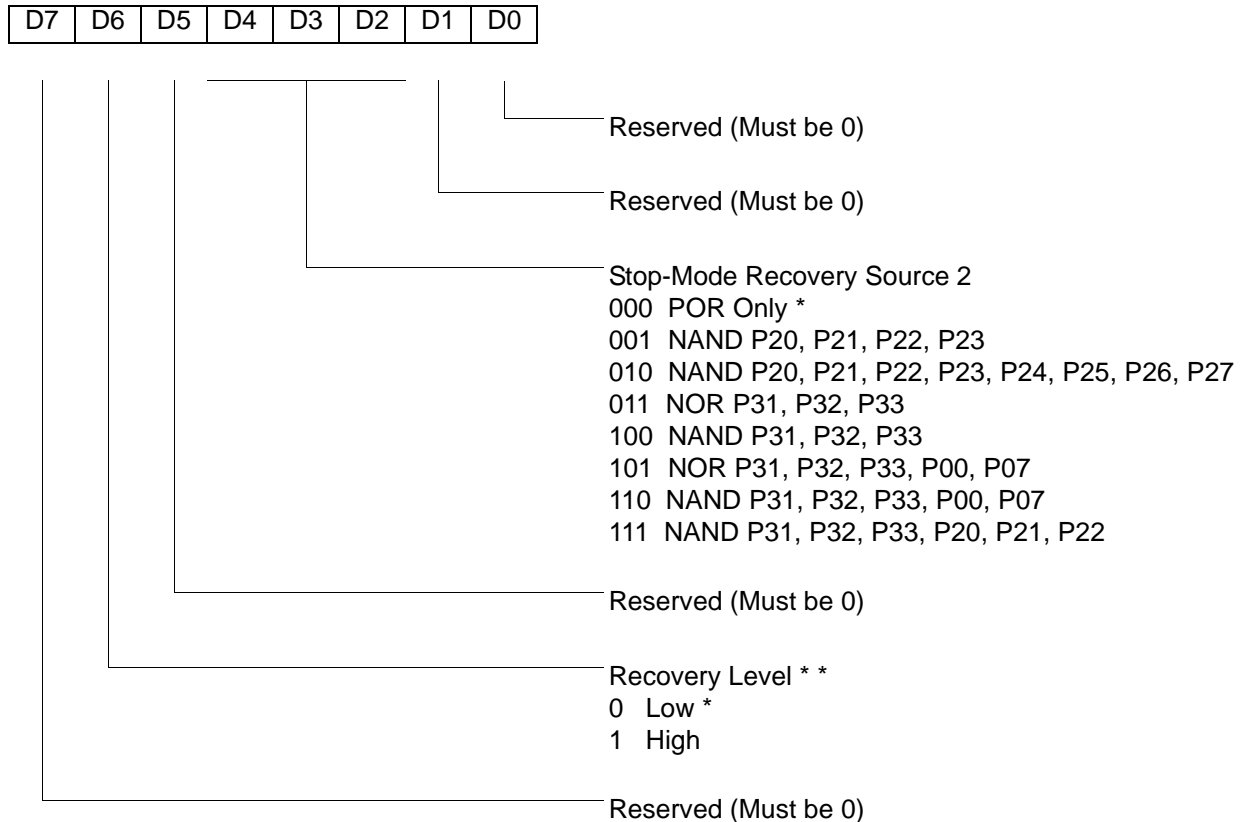 D7 D6 D5 D4 D3 D2 D1 D0
Reserved (Must be 0)
Reserved (Must be 0)
Stop-Mode Recovery Source 2
000 POR Only *
001 NAND P20, P21, P22, P23
010 NAND P20, P21, P22, P23, P24, P25, P26, P27
011 NOR P31, P32, P33
100 NAND P31, P32, P33
101 NOR P31, P32, P33, P00, P07
110 NAND P31, P32, P33, P00, P07
111 NAND P31, P32, P33, P20, P21, P22
Reserved (Must be 0)
Recovery Level * *
0 Low *
1 High
Reserved (Must be 0)